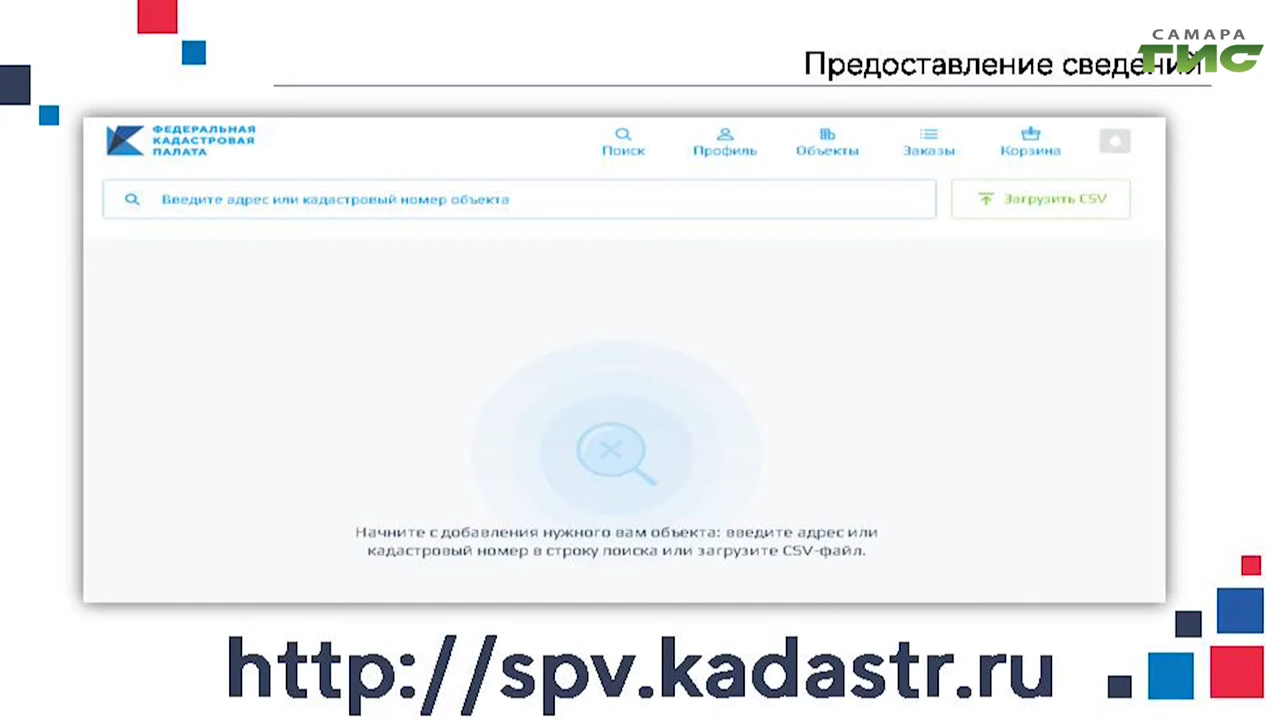 САМАРА
ГИС
Предоставление сведений
ФЕДЕРАЛЬНАЯ
КАДАСТРОВАЯ
ПАЛАТА
Поиск
Профиль
Объекты
Заказы
Корзина
Введите адрес или кадастровый номер объекта
Загрузить CSV
Начните с добавления нужного вам объекта: введите адрес или
кадастровый номер в строку поиска или загрузите CSV-файл.
http://spv.kadastr.ru